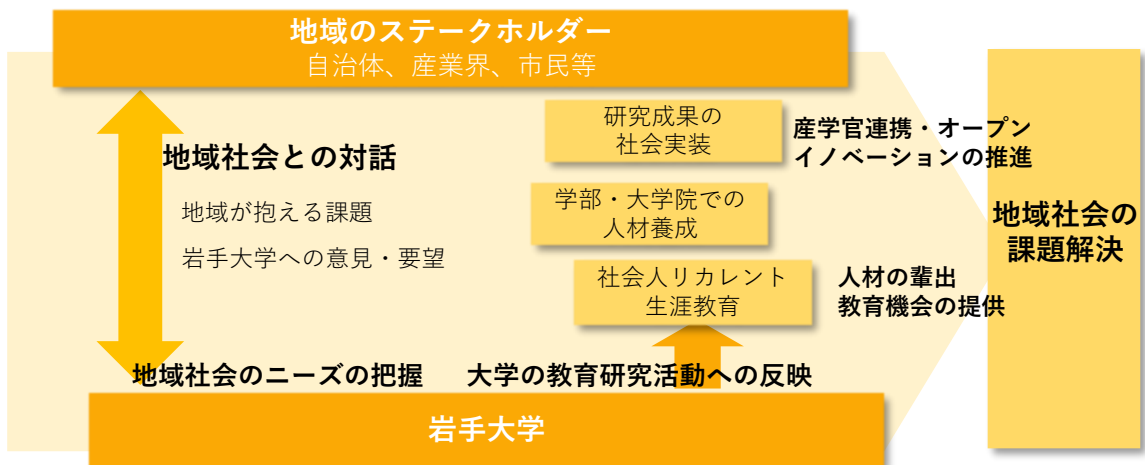 地域のステークホルダー
自治体、産業界、市民等
地域社会との対話
地域が抱える課題
岩手大学への意見・要望
研究成果の
社会実装
産学官連携・オープン
イノベーションの推進
学部・大学院での
人材養成
社会人リカレント
生涯教育
人材の輩出
教育機会の提供
地域社会のニーズの把握
大学の教育研究活動への反映
岩手大学
地域社会の
課題解決